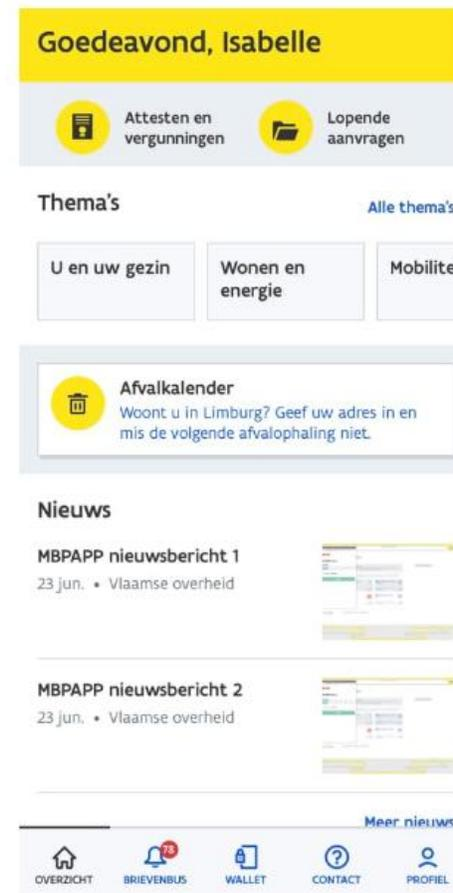 Goedeavond, Isabelle
Attesten en
vergunningen
Lopende
aanvragen
Thema's
Alle thema's
U en uw gezin
Wonen en
energie
Mobilite
Afvalkalender
Woont u in Limburg? Geef uw adres in en
mis de volgende afvalophaling niet.
Nieuws
MBPAPP nieuwsbericht 1
23 jun. • Vlaamse overheid
MBPAPP nieuwsbericht 2
23 jun. • Vlaamse overheid
Meer nieuws
73
OVERZICHT
BRIEVENBUS
WALLET
CONTACT
PROFIEL